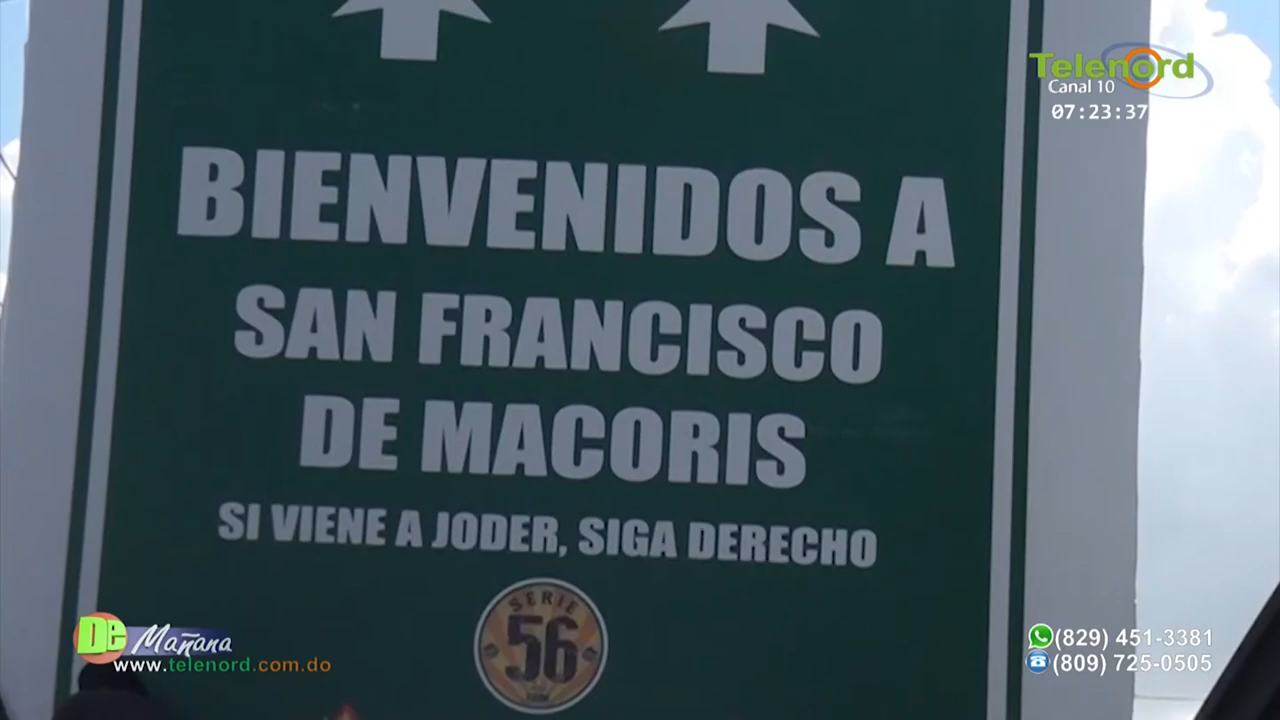 Telenord
Canal 10
07:23:37
BIENVENIDOS A
SAN FRANCISCO
DE MACORIS
SI VIENE A JODER, SIGA DERECHO
SERIE
56
De Mañana
www.telenord.com.do
(829) 451-3381
(809) 725-0505